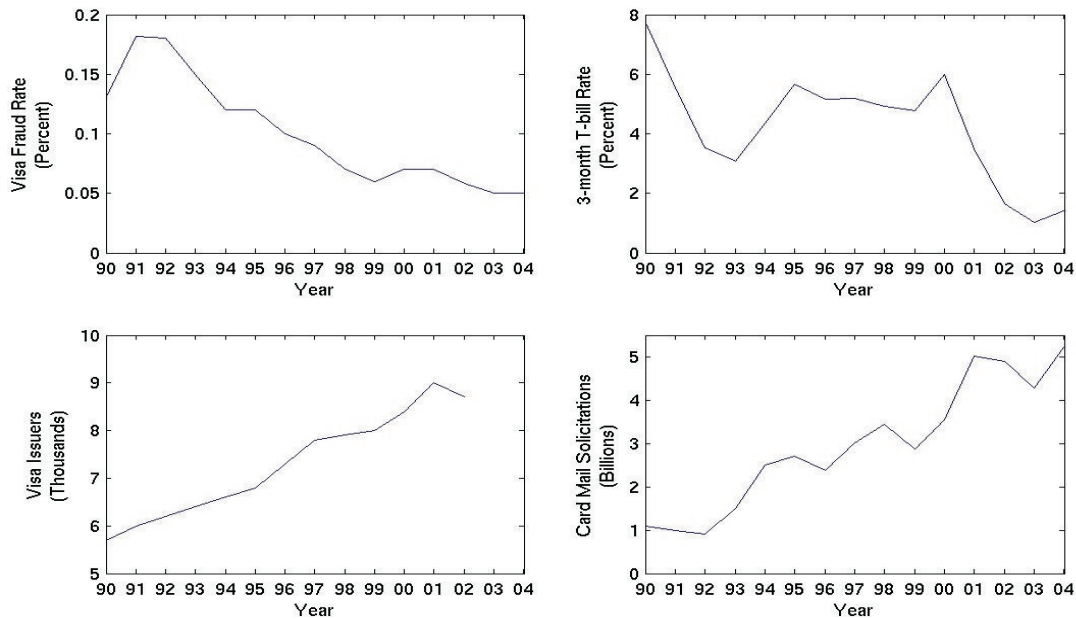 Visa Fraud Rate
(Percent)
0.2
0.15
0.1
0.05
0
90 91 92 93 94 95 96 97 98 99 00 01 02 03 04
Year
3-month T-bill Rate
(Percent)
8
6
4
2
0
90 91 92 93 94 95 96 97 98 99 00 01 02 03 04
Year
Visa Issuers
(Thousands)
10
9
8
7
6
5
90 91 92 93 94 95 96 97 98 99 00 01 02 03 04
Year
Card Mail Solicitations
(Billions)
5
4
3
2
1
0
90 91 92 93 94 95 96 97 98 99 00 01 02 03 04
Year